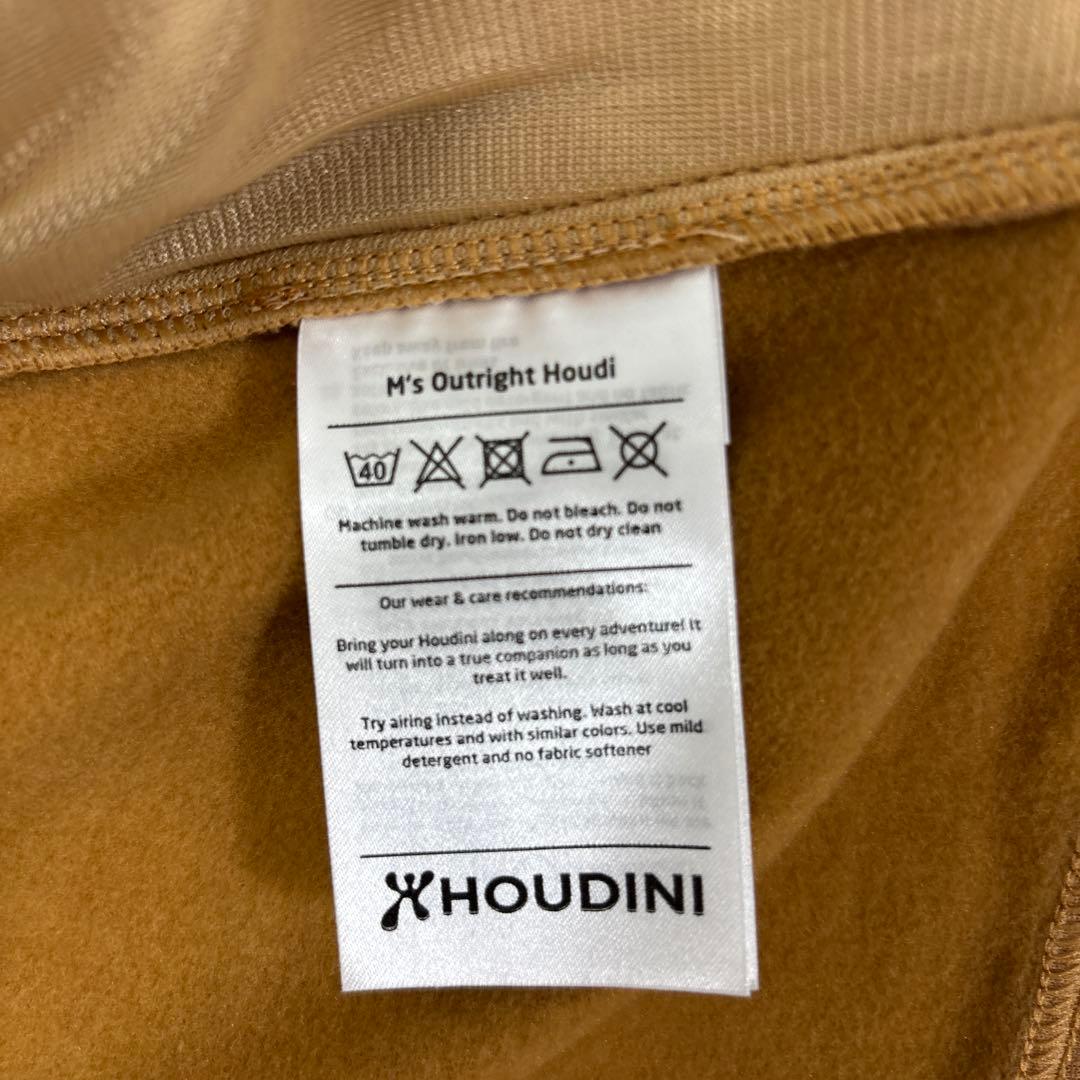 M's Outright Houdi
40
Machine wash warm. Do not bleach. Do not
tumble dry. Iron low. Do not dry clean
Our wear & care recommendations:
Bring your Houdini along on every adventure! It
will turn into a true companion as long as you
treat it well.
Try airing instead of washing. Wash at cool
temperatures and with similar colors. Use mild
detergent and no fabric softener
HOUDINI